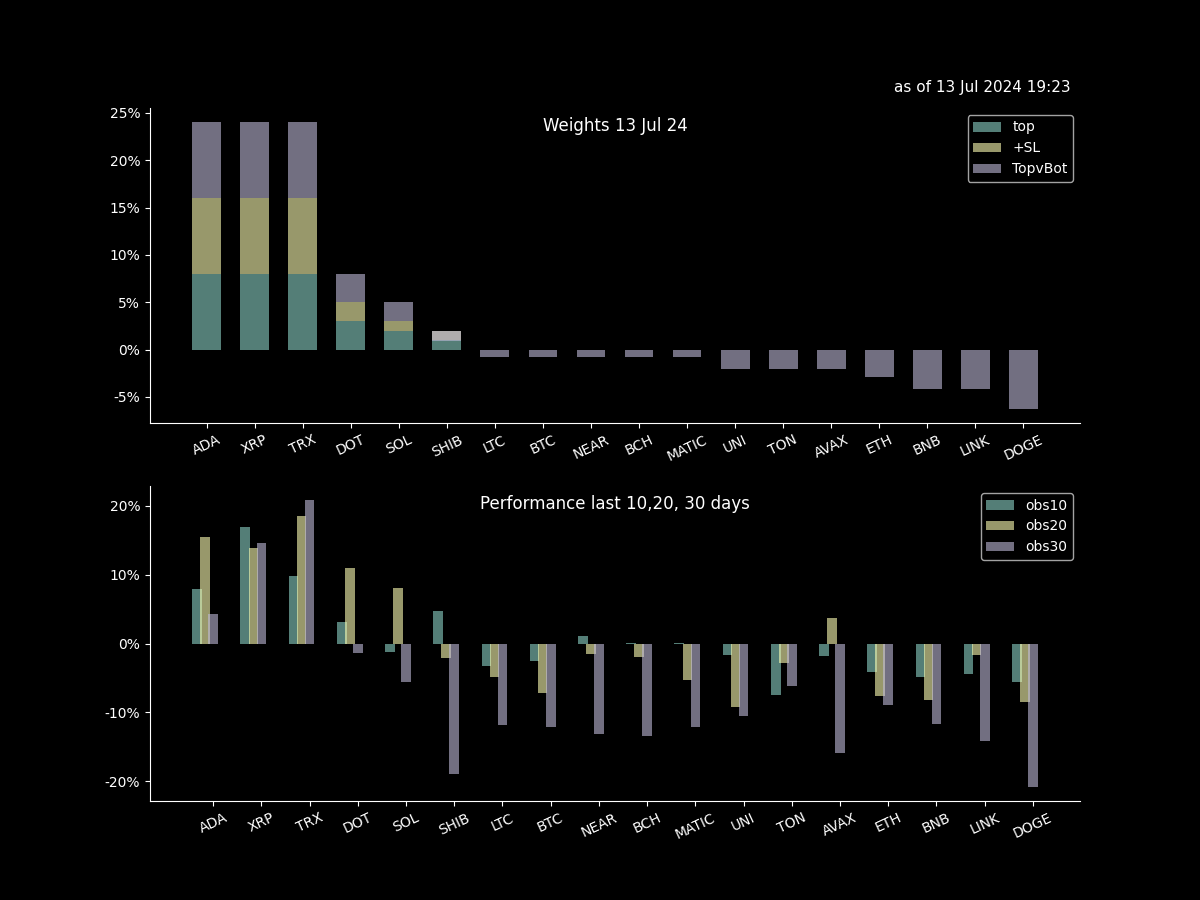 as of 13 Jul 2024 19:23
Weights 13 Jul 24
25%
20%
15%
10%
5%
0%
-5%
top
+SL
TopvBot
ADA XRP TRX DOT SOL SHIB LTC BTC NEAR BCH MATIC UNI TON AVAX ETH BNB LINK DOGE
Performance last 10,20, 30 days
20%
10%
0%
-10%
-20%
obs10
obs20
obs30
ADA XRP TRX DOT SOL SHIB LTC BTC NEAR BCH MATIC UNI TON AVAX ETH BNB LINK DOGE